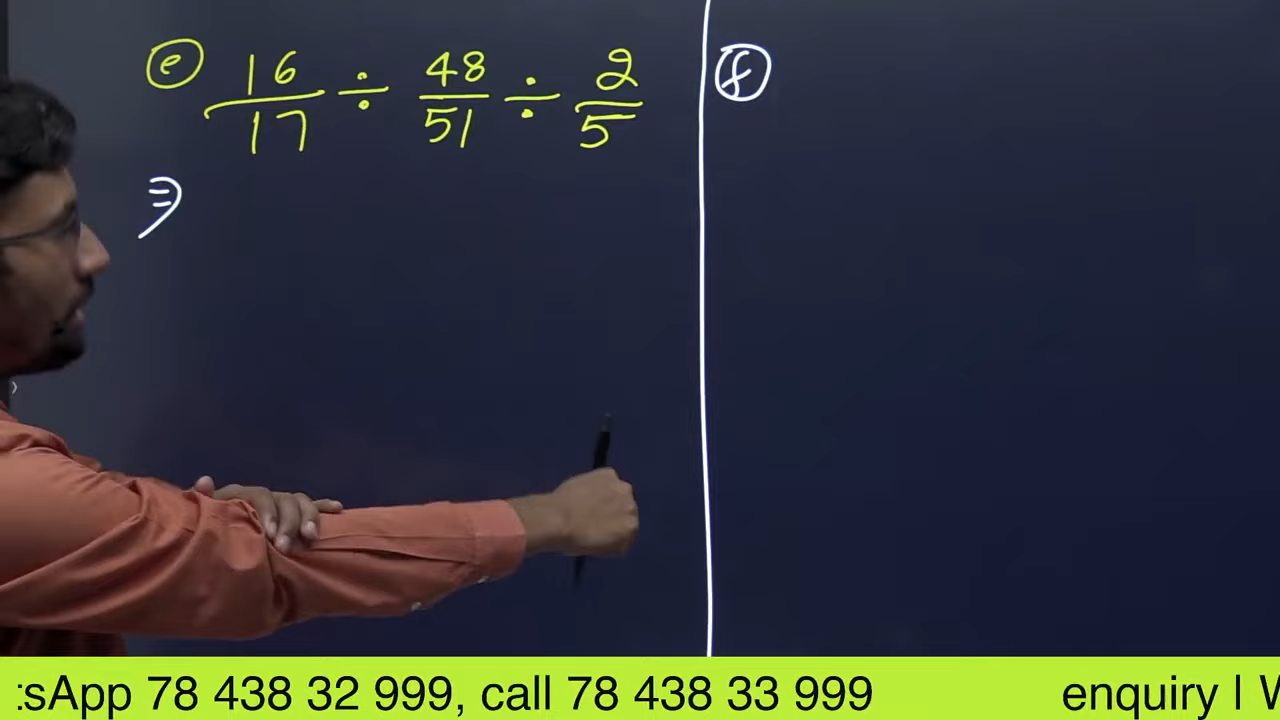 (e) 16/17 ÷ 48/51 ÷ 2/5
⇒
(f)
:sApp 78 438 32 999, call 78 438 33 999 enquiry l W